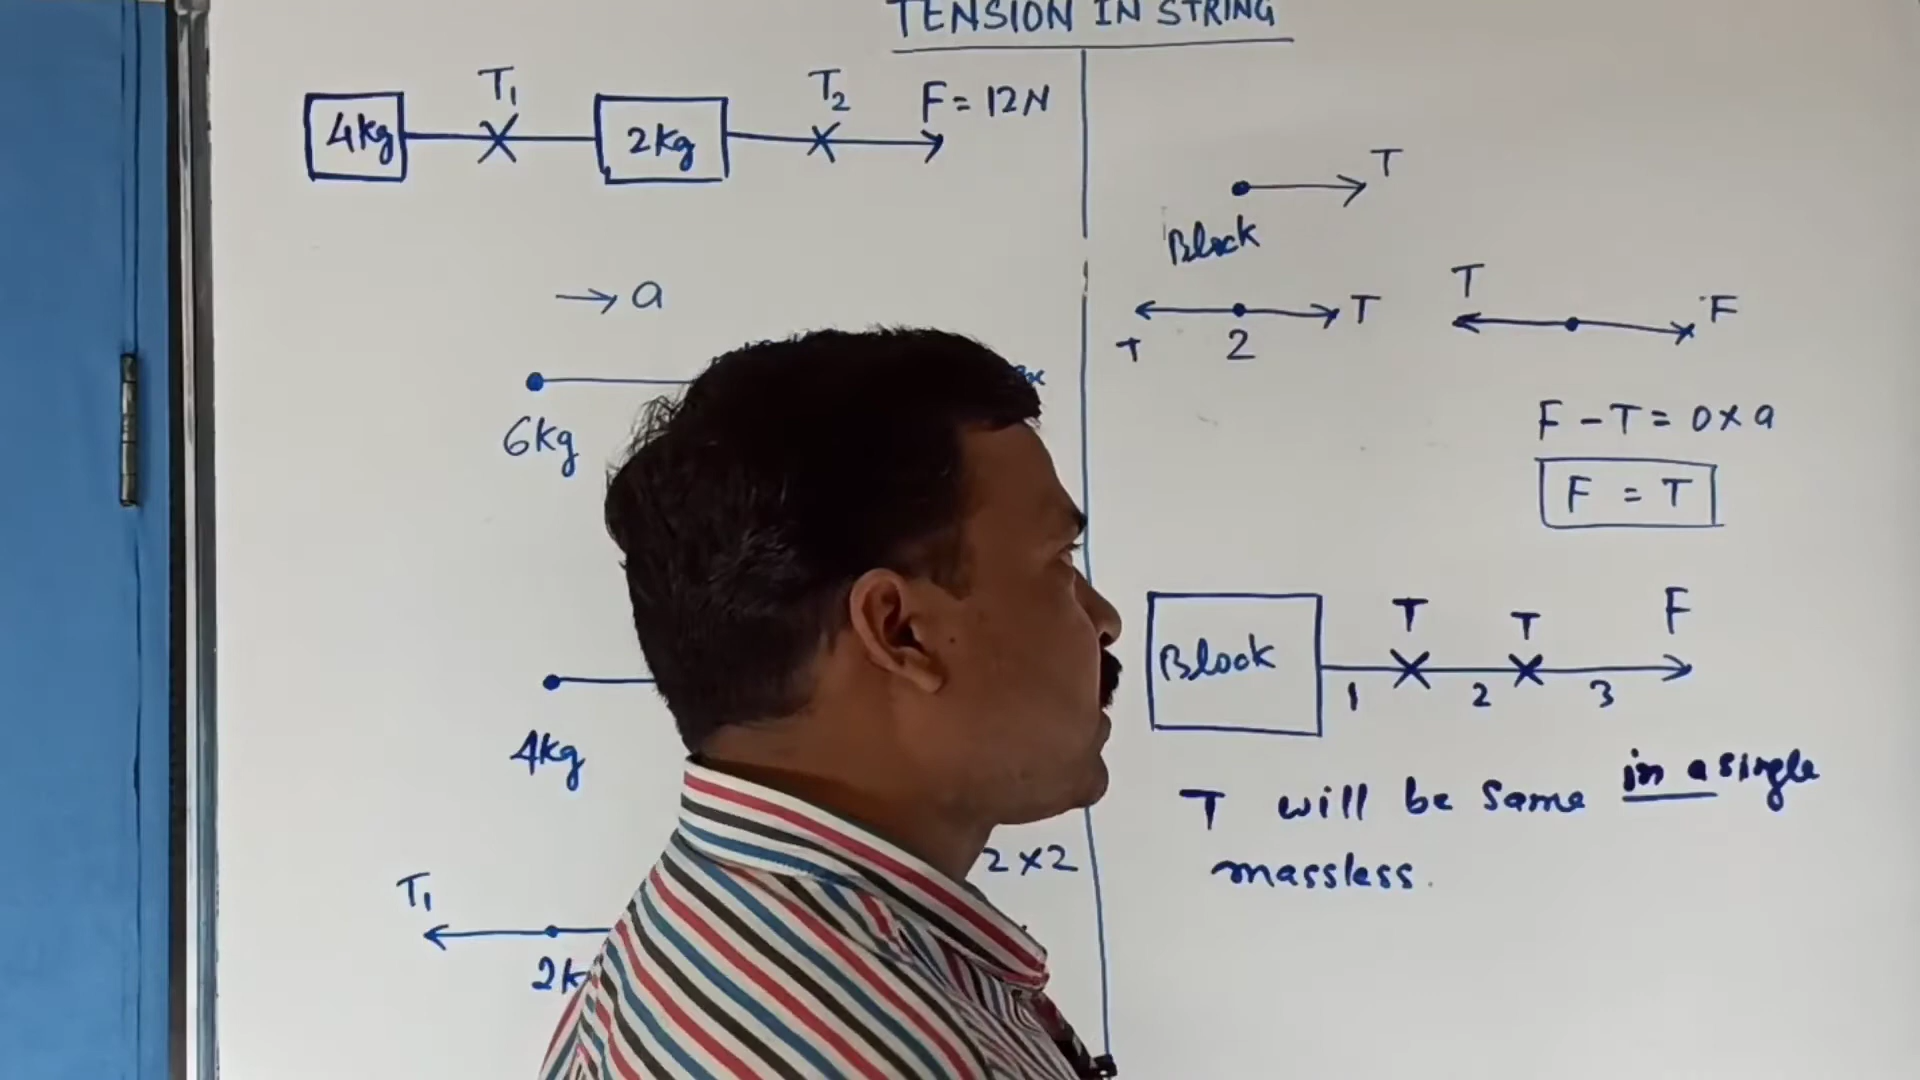 TENSION IN STRING
T₁ T₂ F = 12N
4kg 2kg
→ a
6kg
4kg
2×2
T₁
2k
T
Block
T 2 T
T F
F - T = 0 × a
F = T
T T F
Block 1 2 3
T will be same in a single
massless.